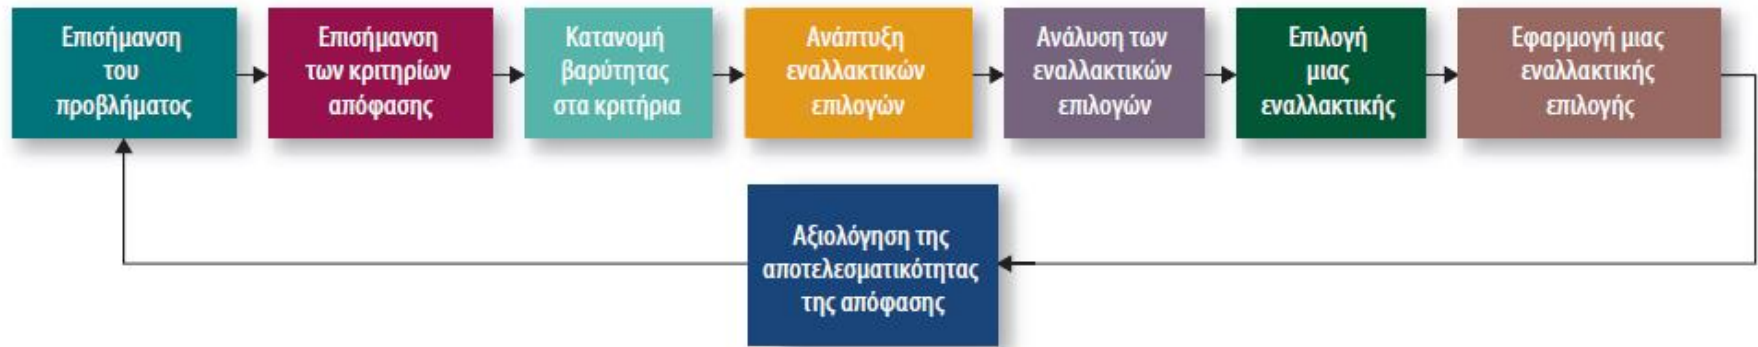 Επισήμανση
του
προβλήματος
Επισήμανση
των κριτηρίων
απόφασης
Κατανομή
βαρύτητας
στα κριτήρια
Ανάπτυξη
εναλλακτικών
επιλογών
Ανάλυση των
εναλλακτικών
επιλογών
Επιλογή
μιας
εναλλακτικής
Εφαρμογή μιας
εναλλακτικής
επιλογής
Αξιολόγηση της
αποτελεσματικότητας
της απόφασης